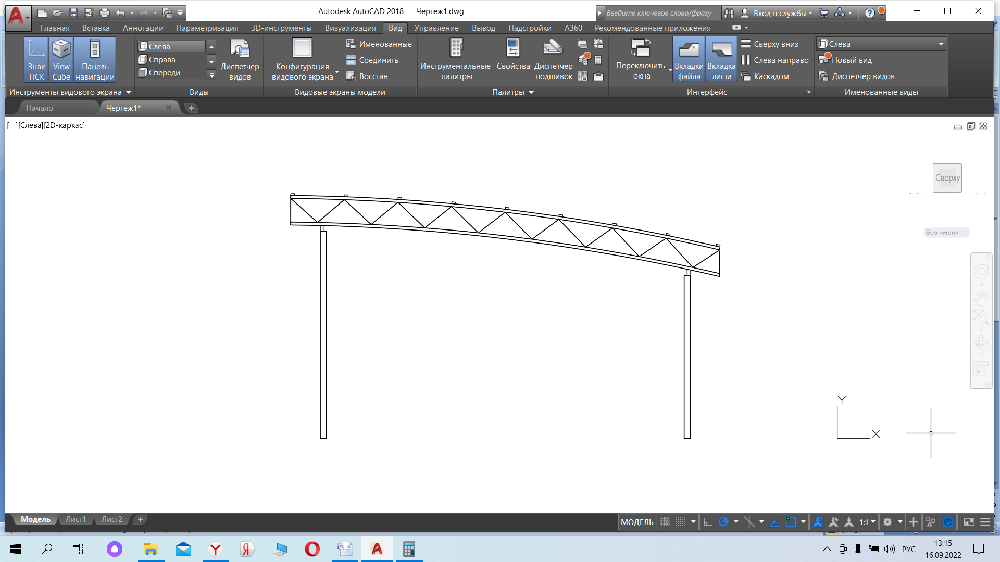 Autodesk AutoCAD 2018 Чертеж1.dwg
Введите ключевое слово/фразу
Вход в службы
Главная Вставка Аннотации Параметризация 3D-инструменты Визуализация Вид Управление Вывод Надстройки A360 Рекомендованные приложения
Знак ПСК
View Cube
Панель навигации
Инструменты видового экрана
Слева
Справа
Спереди
Диспетчер видов
Виды
Конфигурация видового экрана
Именованные
Соединить
Восстан
Видовые экраны модели
Инструментальные палитры
Свойства
Диспетчер подшивок
Палитры
Переключить окна
Вкладки файла
Вкладка листа
Сверху вниз
Слева направо
Каскадом
Интерфейс
Слева
Новый вид
Диспетчер видов
Именованные виды
Начало
Чертеж1*
[−][Слева][2D-каркас]
Сверху
Без имени
Y
X
Модель Лист1 Лист2
МОДЕЛЬ
1:1
РУС
13:15
16.09.2022